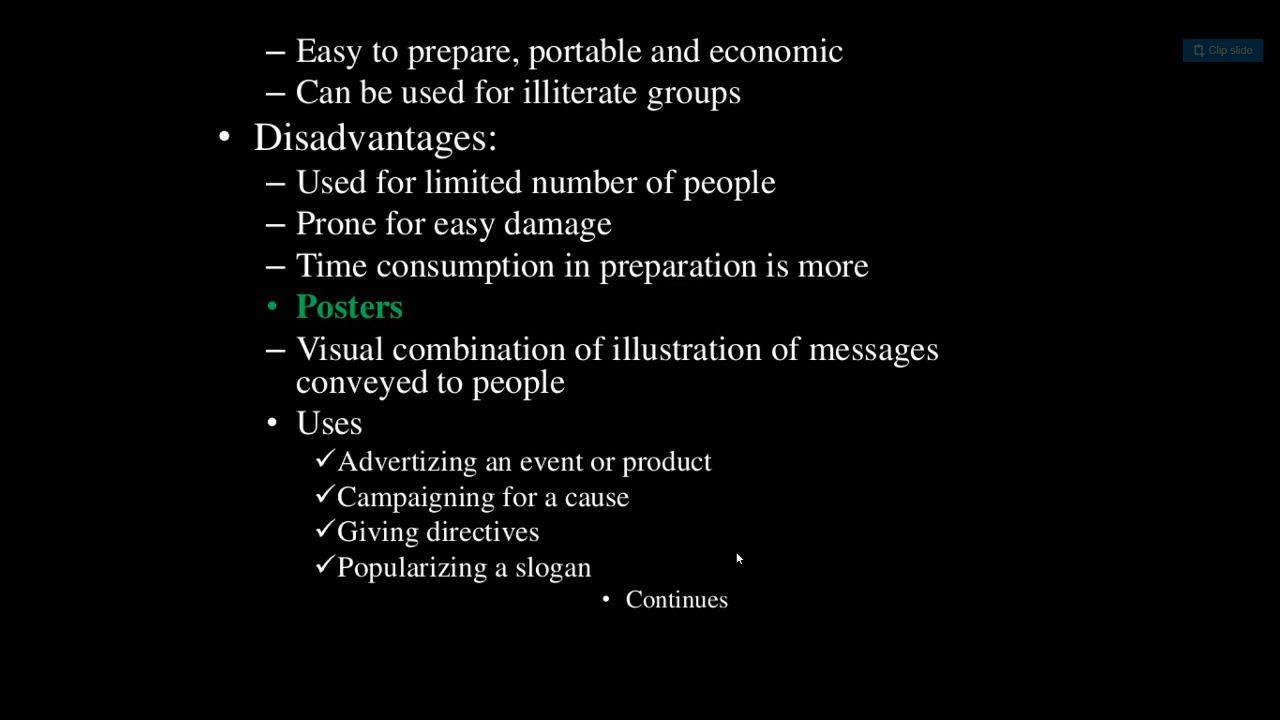 – Easy to prepare, portable and economic
Clip slide
– Can be used for illiterate groups
• Disadvantages:
– Used for limited number of people
– Prone for easy damage
– Time consumption in preparation is more
• Posters
– Visual combination of illustration of messages
conveyed to people
• Uses
✓Advertizing an event or product
✓Campaigning for a cause
✓Giving directives
✓Popularizing a slogan
• Continues